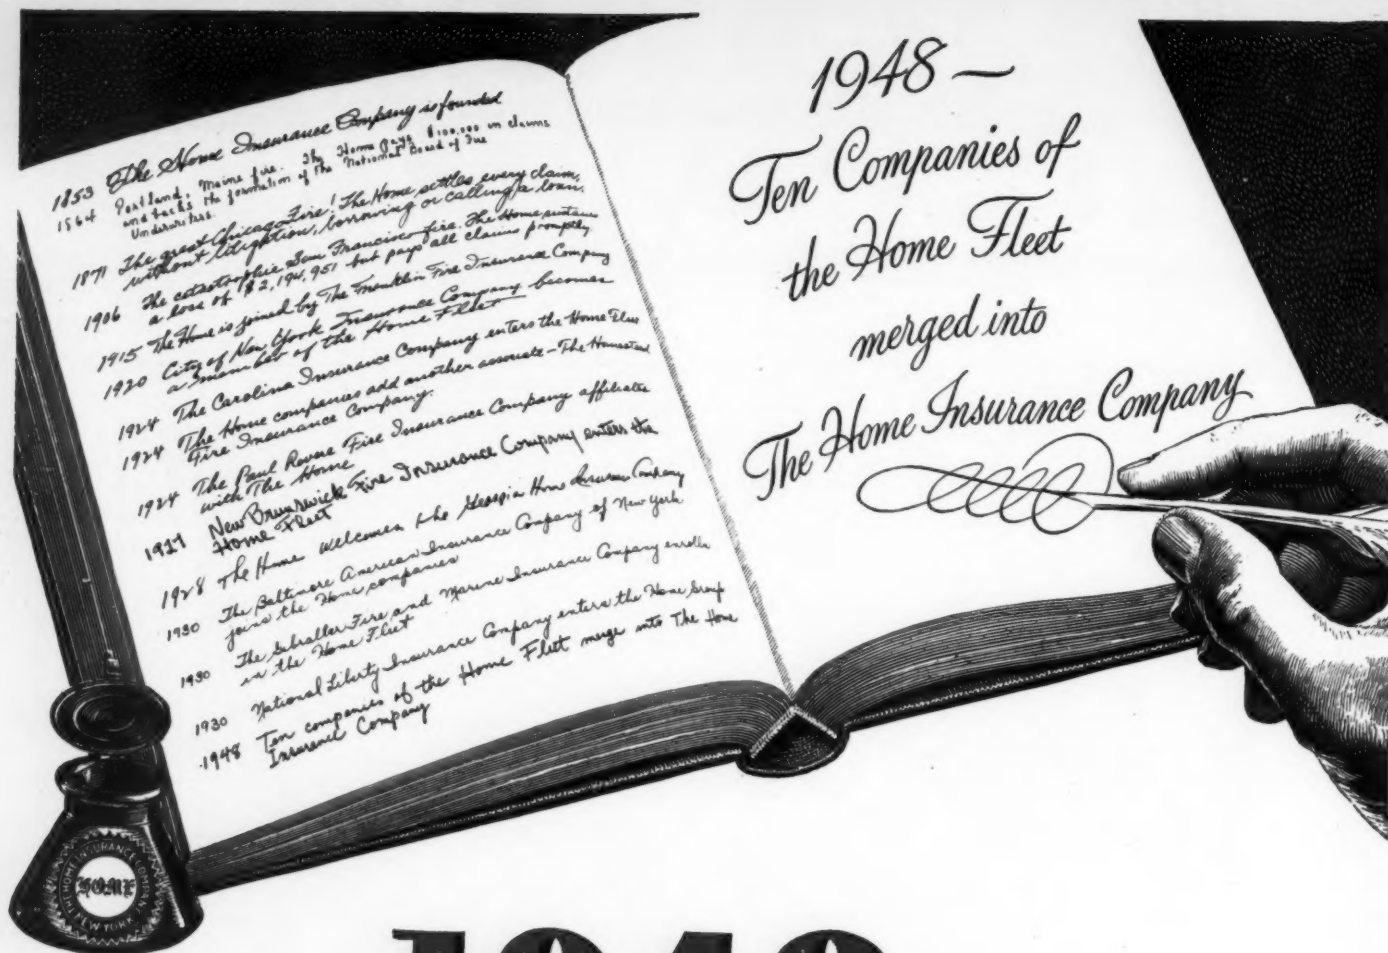 1853 The Home Insurance Company is founded
1864 Portland, Maine fire. The Home pays $100,000 in claims
and backs the formation of the National Board of Fire
Underwriters.
1871 The great Chicago Fire! The Home settles every claim,
without litigation, borrowing or calling a loan.
1906 The catastrophic San Francisco fire. The Home sustains
a loss of $2,194,951 but pays all claims promptly
1915 The Home is joined by The Franklin Fire Insurance Company
1920 City of New York Insurance Company becomes
a member of the Home Fleet
1924 The Carolina Insurance Company enters the Home Fleet
1924 The Home companies add another associate - The Homestead
Fire Insurance Company.
1924 The Paul Revere Fire Insurance Company affiliates
with The Home
1927 New Brunswick Fire Insurance Company enters the
Home Fleet
1928 The Home welcomes the Georgia Home Insurance Company
1930 The Baltimore American Insurance Company of New York
joins the Home companies
1930 The Gibralter Fire and Marine Insurance Company enrolls
in the Home Fleet
1930 National Liberty Insurance Company enters the Home Group
1948 Ten companies of the Home Fleet merge into The Home
Insurance Company
1948 —
Ten Companies of
the Home Fleet
merged into
The Home Insurance Company
THE HOME INSURANCE COMPANY
HOME
NEW YORK